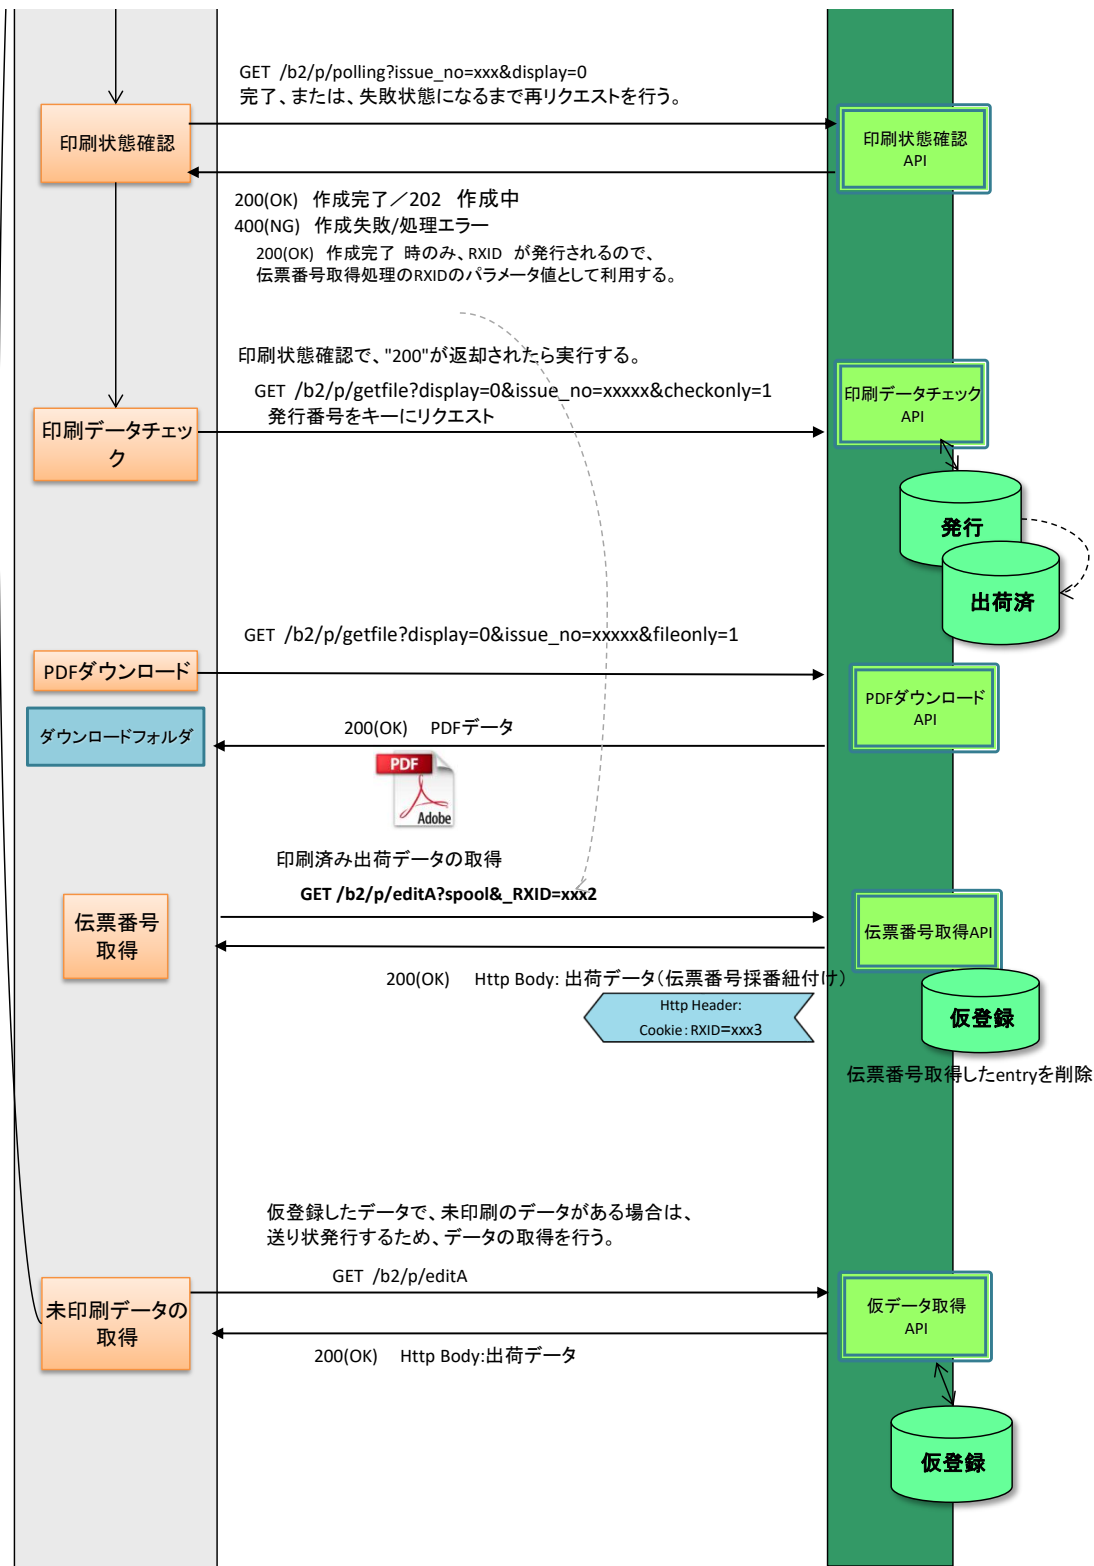 GET /b2/p/polling?issue_no=xxx&display=0
完了、または、失敗状態になるまで再リクエストを行う。
印刷状態確認
印刷状態確認
API
200(OK) 作成完了／202 作成中
400(NG) 作成失敗/処理エラー
200(OK) 作成完了 時のみ、RXID が発行されるので、
伝票番号取得処理のRXIDのパラメータ値として利用する。
印刷状態確認で、"200"が返却されたら実行する。
GET /b2/p/getfile?display=0&issue_no=xxxxx&checkonly=1
発行番号をキーにリクエスト
印刷データチェッ
ク
印刷データチェック
API
発行
出荷済
GET /b2/p/getfile?display=0&issue_no=xxxxx&fileonly=1
PDFダウンロード
PDFダウンロード
API
ダウンロードフォルダ
200(OK) PDFデータ
PDF
Adobe
印刷済み出荷データの取得
GET /b2/p/editA?spool&_RXID=xxx2
伝票番号
取得
伝票番号取得API
200(OK) Http Body: 出荷データ（伝票番号採番紐付け）
Http Header:
Cookie：RXID=xxx3
仮登録
伝票番号取得したentryを削除
仮登録したデータで、未印刷のデータがある場合は、
送り状発行するため、データの取得を行う。
GET /b2/p/editA
未印刷データの
取得
仮データ取得
API
200(OK) Http Body:出荷データ
仮登録